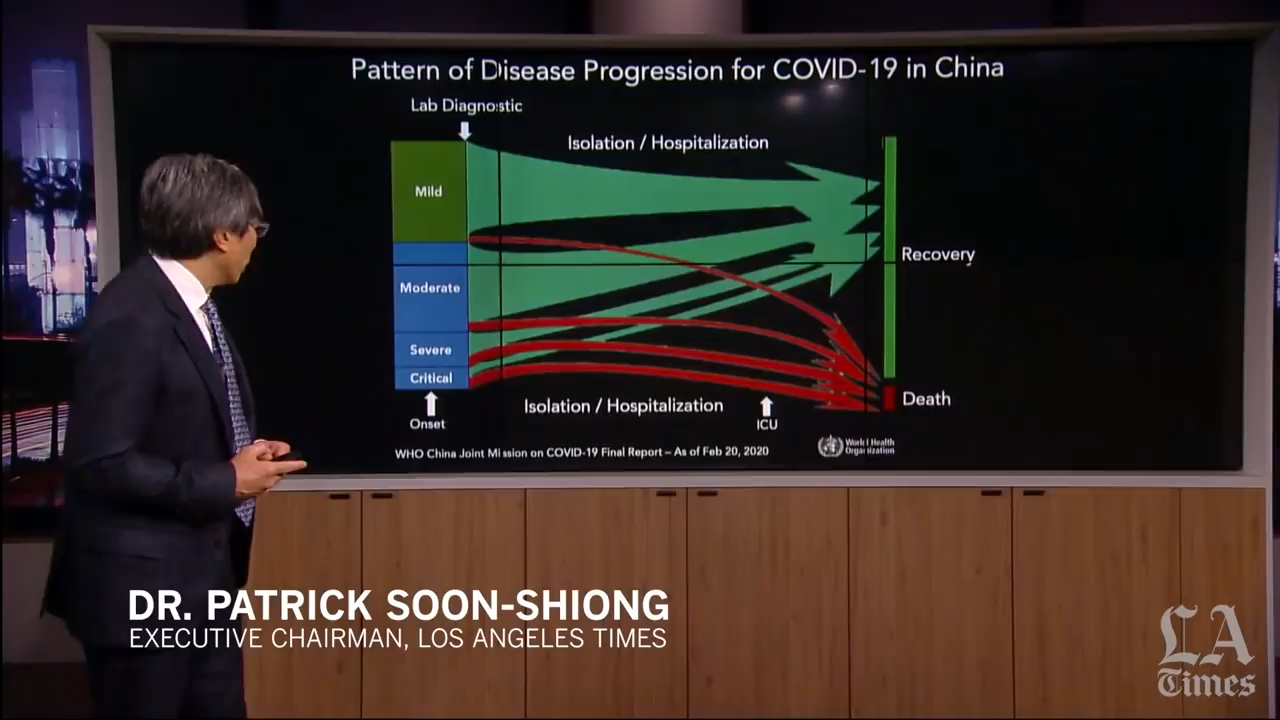 Pattern of Disease Progression for COVID-19 in China
Lab Diagnostic
Isolation / Hospitalization
Mild
Moderate
Severe
Critical
Recovery
Death
Isolation / Hospitalization
Onset
ICU
WHO China Joint Mission on COVID-19 Final Report – As of Feb 20, 2020
World Health
Organization
DR. PATRICK SOON-SHIONG
EXECUTIVE CHAIRMAN, LOS ANGELES TIMES
LA
Times